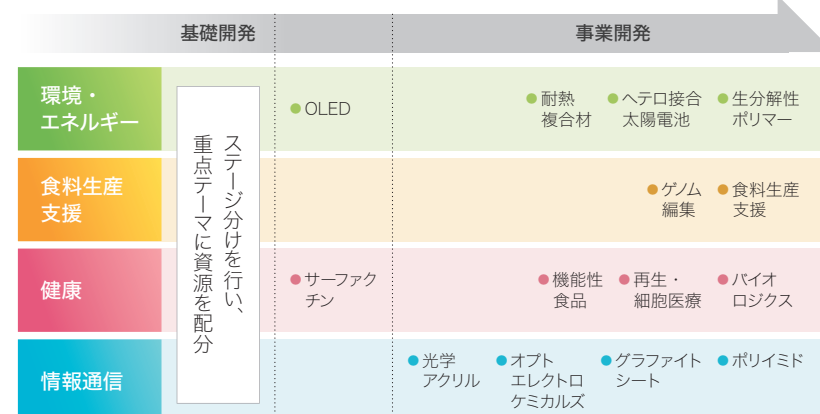 基礎開発
事業開発
環境・
エネルギー
ステージ分けを行い、
重点テーマに資源を配分
●OLED
●耐熱
複合材
●ヘテロ接合
太陽電池
●生分解性
ポリマー
食料生産
支援
●ゲノム
編集
●食料生産
支援
健康
●サーファク
チン
●機能性
食品
●再生・
細胞医療
●バイオ
ロジクス
情報通信
●光学
アクリル
●オプト
エレクトロ
ケミカルズ
●グラファイト
シート
●ポリイミド